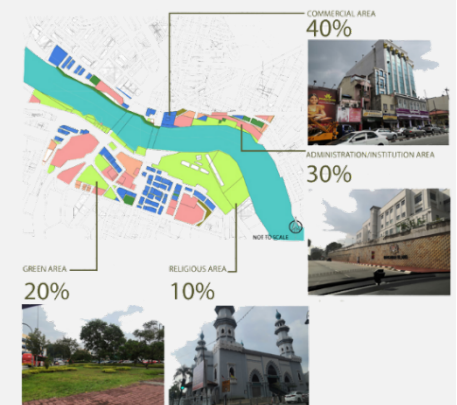 COMMERCIAL AREA
40%
ADMINISTRATION/INSTITUTION AREA
30%
NOT TO SCALE
GREEN AREA
20%
RELIGIOUS AREA
10%